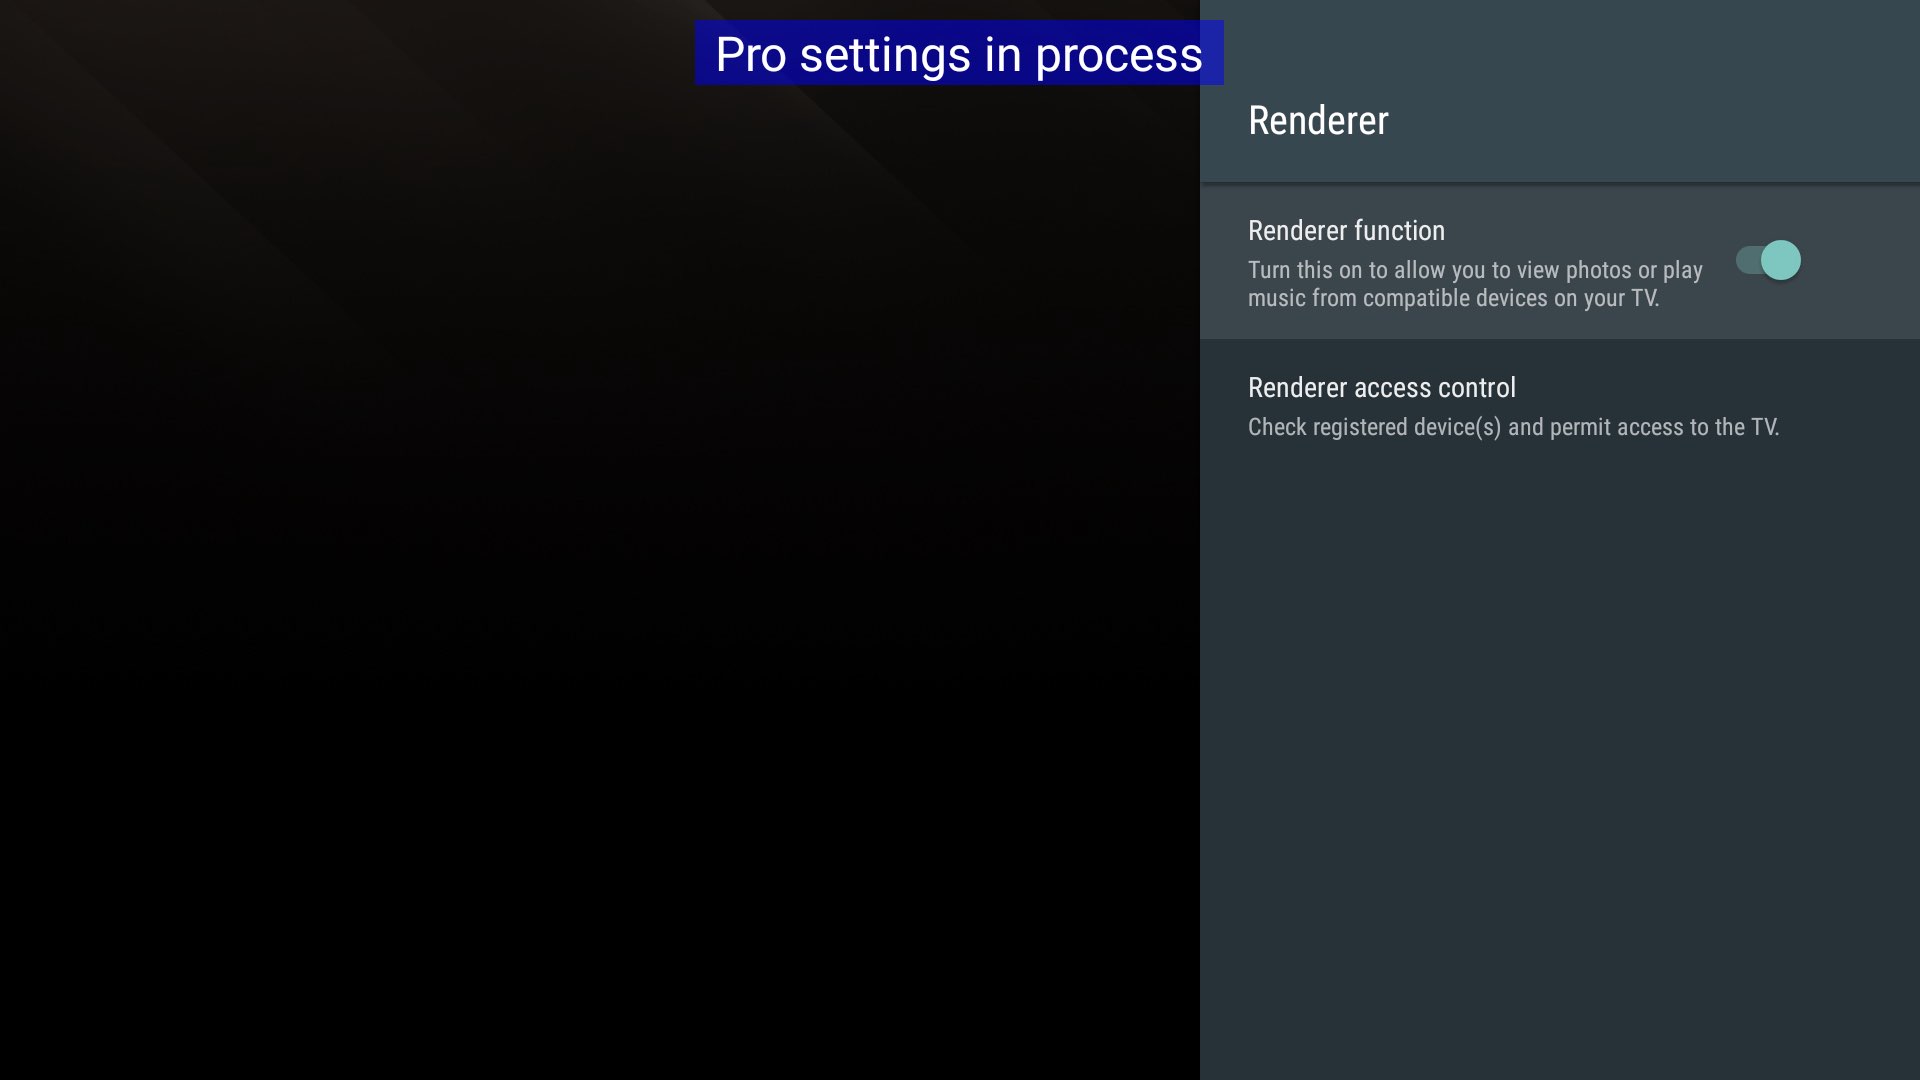 Pro settings in process
Renderer
Renderer function
Turn this on to allow you to view photos or play
music from compatible devices on your TV.
Renderer access control
Check registered device(s) and permit access to the TV.